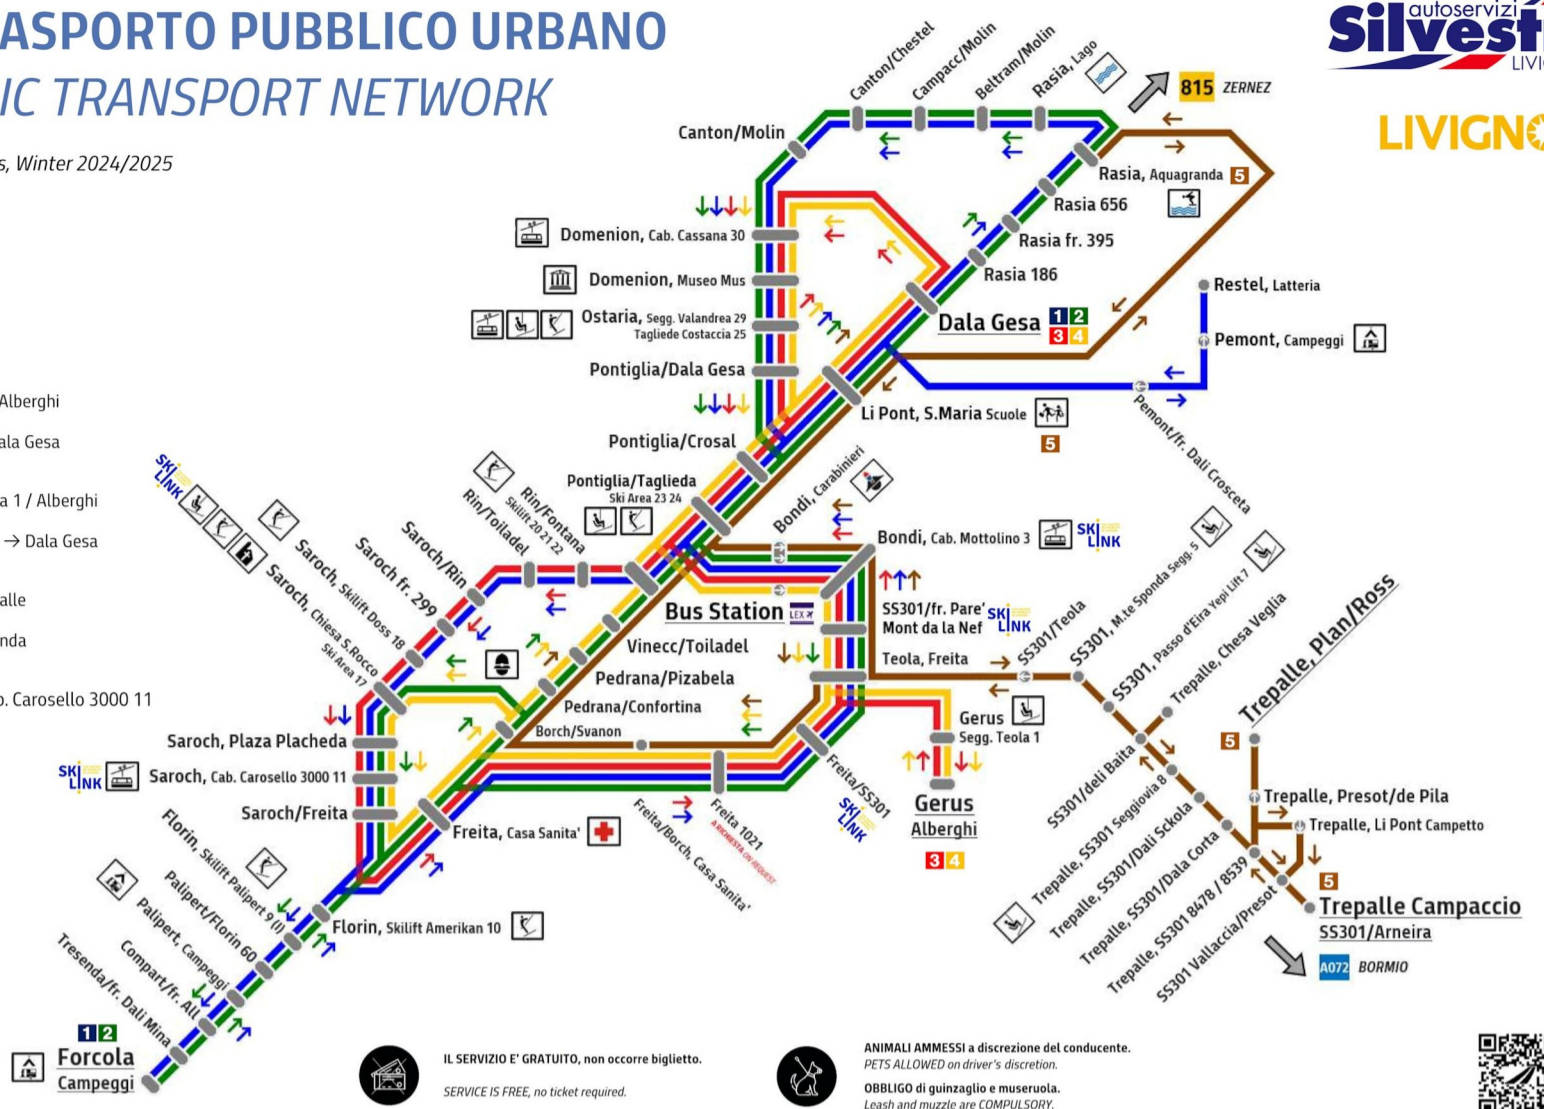 ASPORTO PUBBLICO URBANO
IC TRANSPORT NETWORK
s, Winter 2024/2025
autoservizi
Silvest
LIVIG
LIVIGNO
815 ZERNEZ
Canton/Chestel
Campacc/Molin
Beltram/Molin
Rasia, Lago
Canton/Molin
Rasia, Aquagranda 5
Rasia 656
Rasia fr. 395
Rasia 186
Domenion, Cab. Cassana 30
Domenion, Museo Mus
Ostaria, Segg. Valandrea 29
Tagliede Costaccia 25
Pontiglia/Dala Gesa
Dala Gesa 1 2
3 4
Restel, Latteria
Pemont, Campeggi
Pemont/fr. Dali Crosceta
Li Pont, S.Maria Scuole
5
Alberghi
ala Gesa
a 1 / Alberghi
→ Dala Gesa
alle
nda
b. Carosello 3000 11
Pontiglia/Crosal
Pontiglia/Taglieda
Ski Area 23 24
Rin/Fontana
Skilift 20 21 22
Rin/Toiladel
Saroch/Rin
Saroch fr. 299
Saroch, Skilift Doss 18
SKI LINK
Saroch, Chiesa S.Rocco
Ski Area 17
Bondi, Carabinieri
Bondi, Cab. Mottolino 3
SKI LINK
Bus Station LEX
SS301/fr. Pare'
Mont da la Nef
SKI LINK
Teola, Freita
Vinecc/Toiladel
Pedrana/Pizabela
Pedrana/Confortina
Borch/Svanon
SS301/Teola
SS301, M.te Sponda Segg. 5
SS301, Passo d'Eira Yepi Lift 7
Trepalle, Chesa Veglia
Trepalle, Plan/Ross
5
Saroch, Plaza Placheda
SKI LINK
Saroch, Cab. Carosello 3000 11
Saroch/Freita
Gerus
Segg. Teola 1
Gerus
Alberghi
3 4
Freita/SS301
SKI LINK
Freita 1021
A RICHIESTA ON REQUEST
Freita/Borch, Casa Sanita'
Freita, Casa Sanita'
SS301/deli Baita
Trepalle, SS301 Seggiovia 8
Trepalle, SS301/Dali Sckola
Trepalle, SS301/Dala Corta
Trepalle, SS301 8478 / 8539
SS301 Vallaccia/Presot
Trepalle, Presot/de Pila
Trepalle, Li Pont Campetto
5
Trepalle Campaccio
SS301/Arneira
A072 BORMIO
Florin, Skilift Palipert 9 (I)
Florin, Skilift Amerikan 10
Palipert/Florin 60
Palipert, Campeggi
Compart/fr. All
Tresenda/fr. Dali Mina
1 2
Forcola
Campeggi
IL SERVIZIO E' GRATUITO, non occorre biglietto.
SERVICE IS FREE, no ticket required.
ANIMALI AMMESSI a discrezione del conducente.
PETS ALLOWED on driver's discretion.
OBBLIGO di guinzaglio e museruola.
Leash and muzzle are COMPULSORY.